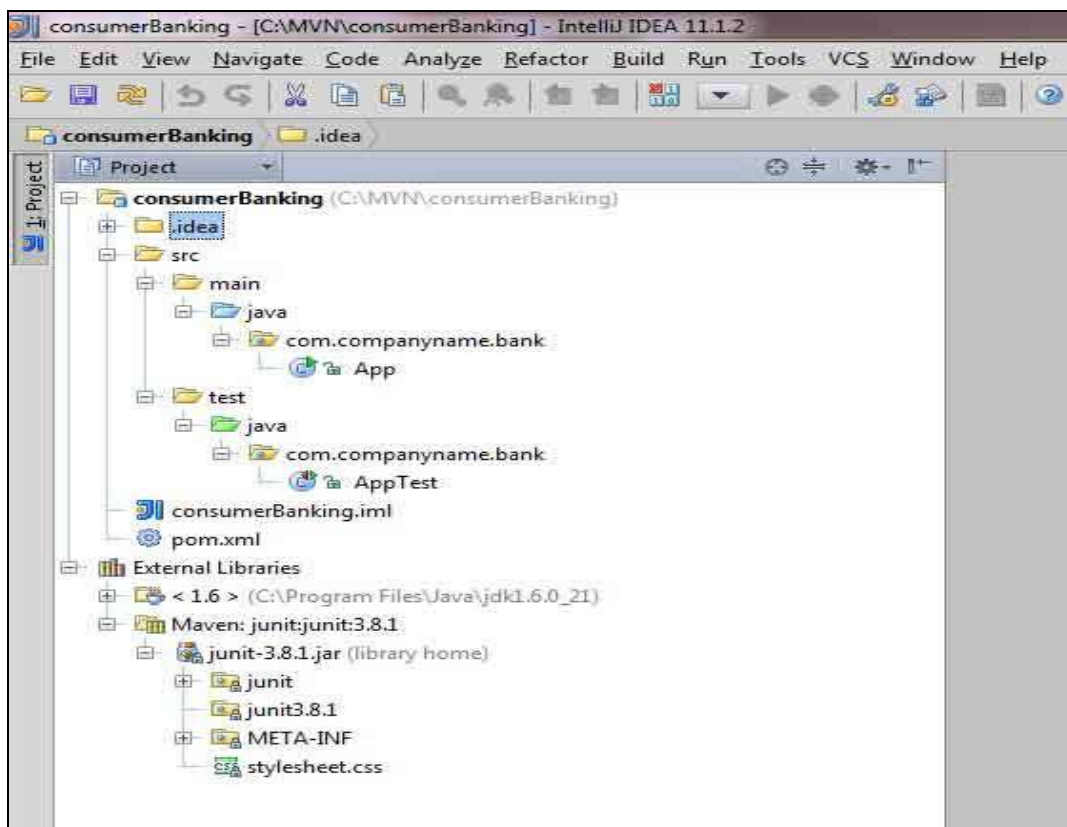 consumerBanking - [C:\MVN\consumerBanking] - IntelliJ IDEA 11.1.2
File Edit View Navigate Code Analyze Refactor Build Run Tools VCS Window Help
consumerBanking .idea
1: Project
Project
consumerBanking (C:\MVN\consumerBanking)
.idea
src
main
java
com.companyname.bank
App
test
java
com.companyname.bank
AppTest
consumerBanking.iml
pom.xml
External Libraries
< 1.6 > (C:\Program Files\Java\jdk1.6.0_21)
Maven: junit:junit:3.8.1
junit-3.8.1.jar (library home)
junit
junit3.8.1
META-INF
stylesheet.css